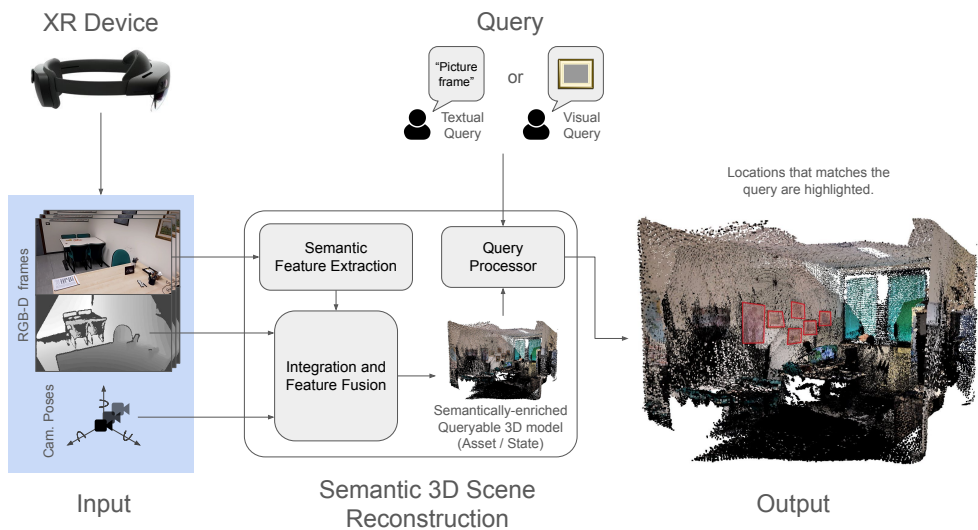 XR Device
Query
“Picture
frame”
or
Textual
Query
Visual
Query
Locations that matches the
query are highlighted.
RGB-D frames
Cam. Poses
Semantic
Feature Extraction
Query
Processor
Integration and
Feature Fusion
Semantically-enriched
Queryable 3D model
(Asset / State)
Input
Semantic 3D Scene
Reconstruction
Output